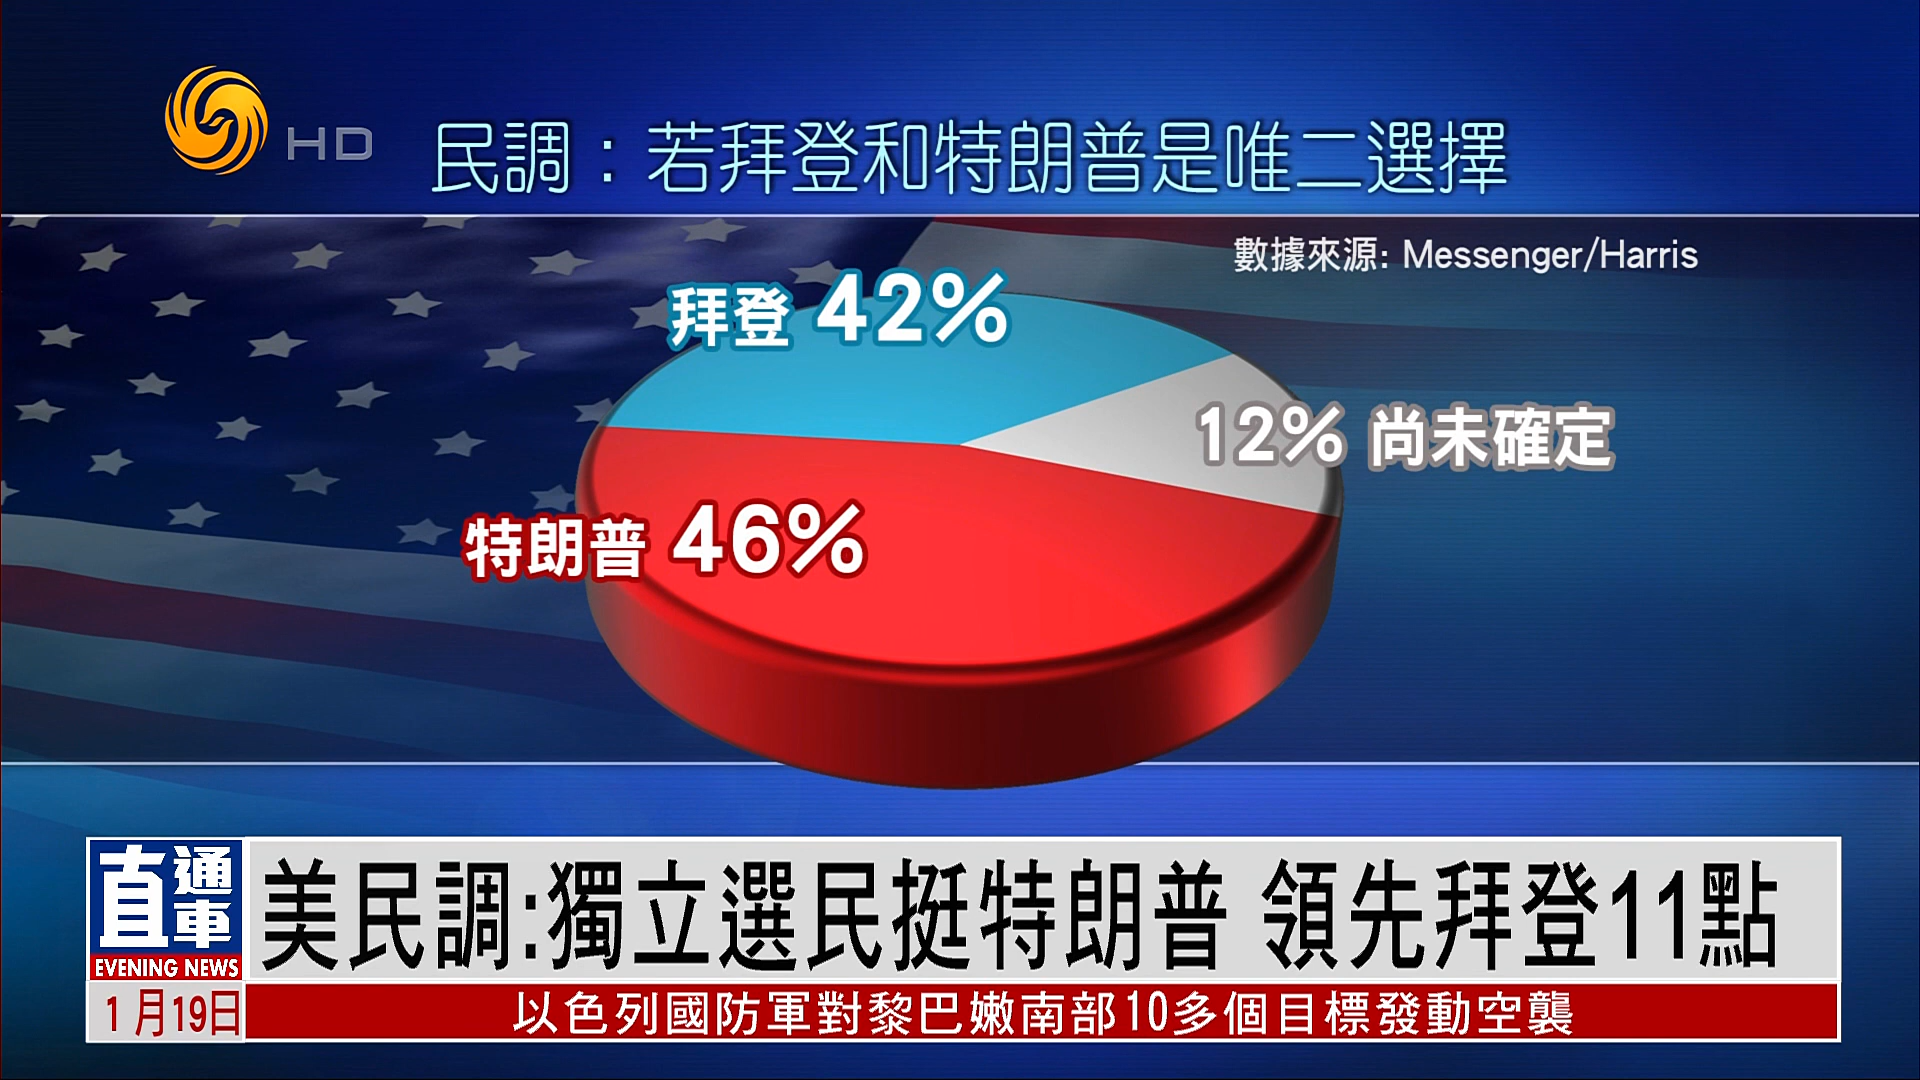 HD
民調：若拜登和特朗普是唯二選擇
數據來源: Messenger/Harris
拜登 42%
12% 尚未確定
特朗普 46%
直通車
EVENING NEWS
美民調:獨立選民挺特朗普 領先拜登11點
1月19日
以色列國防軍對黎巴嫩南部10多個目標發動空襲